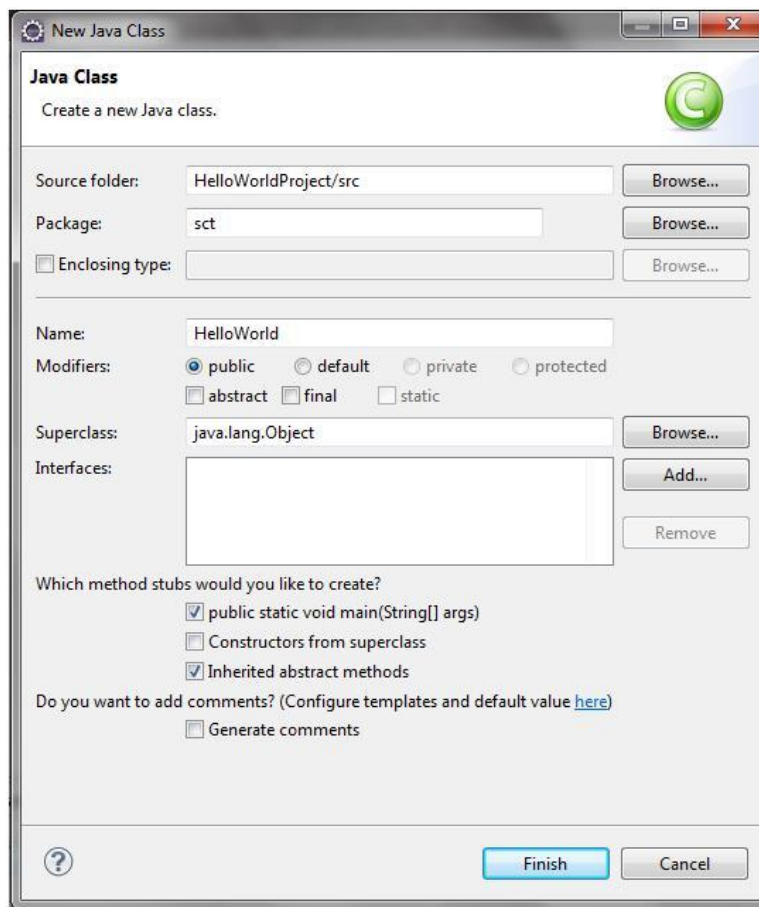 New Java Class
Java Class
Create a new Java class.
Source folder: HelloWorldProject/src Browse...
Package: sct Browse...
Enclosing type: Browse...
Name: HelloWorld
Modifiers: public default private protected
abstract final static
Superclass: java.lang.Object Browse...
Interfaces: Add...
Remove
Which method stubs would you like to create?
public static void main(String[] args)
Constructors from superclass
Inherited abstract methods
Do you want to add comments? (Configure templates and default value here)
Generate comments
? Finish Cancel